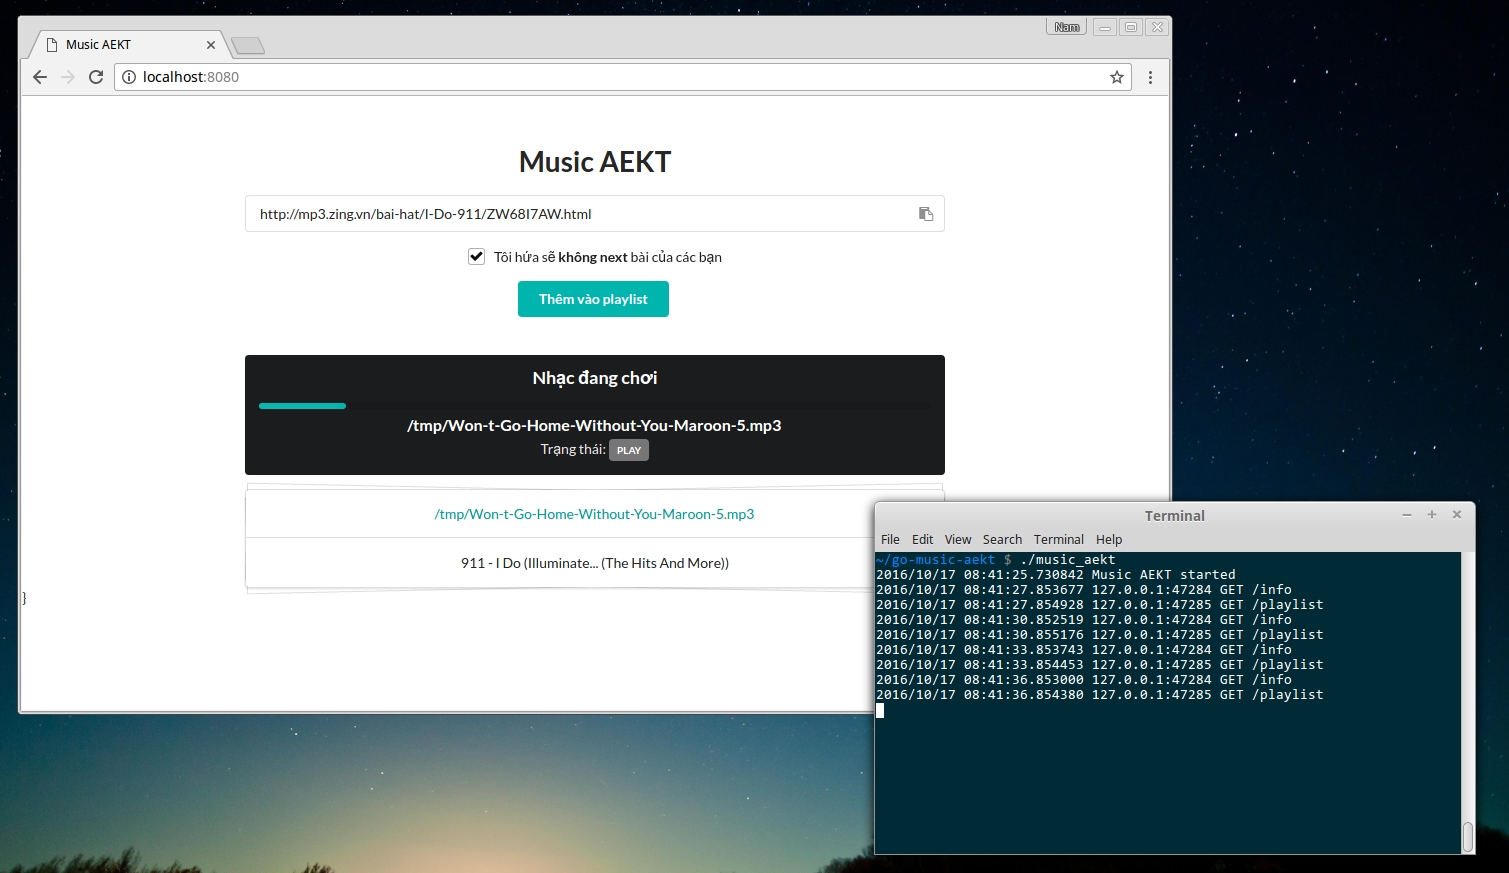 Nam
Music AEKT
localhost:8080
Music AEKT
http://mp3.zing.vn/bai-hat/I-Do-911/ZW68I7AW.html
Tôi hứa sẽ không next bài của các bạn
Thêm vào playlist
Nhạc đang chơi
/tmp/Won-t-Go-Home-Without-You-Maroon-5.mp3
Trạng thái: PLAY
/tmp/Won-t-Go-Home-Without-You-Maroon-5.mp3
911 - I Do (Illuminate... (The Hits And More))
}
Terminal
File Edit View Search Terminal Help
~/go-music-aekt $ ./music_aekt
2016/10/17 08:41:25.730842 Music AEKT started
2016/10/17 08:41:27.853677 127.0.0.1:47284 GET /info
2016/10/17 08:41:27.854928 127.0.0.1:47285 GET /playlist
2016/10/17 08:41:30.852519 127.0.0.1:47284 GET /info
2016/10/17 08:41:30.855176 127.0.0.1:47285 GET /playlist
2016/10/17 08:41:33.853743 127.0.0.1:47284 GET /info
2016/10/17 08:41:33.854453 127.0.0.1:47285 GET /playlist
2016/10/17 08:41:36.853000 127.0.0.1:47284 GET /info
2016/10/17 08:41:36.854380 127.0.0.1:47285 GET /playlist